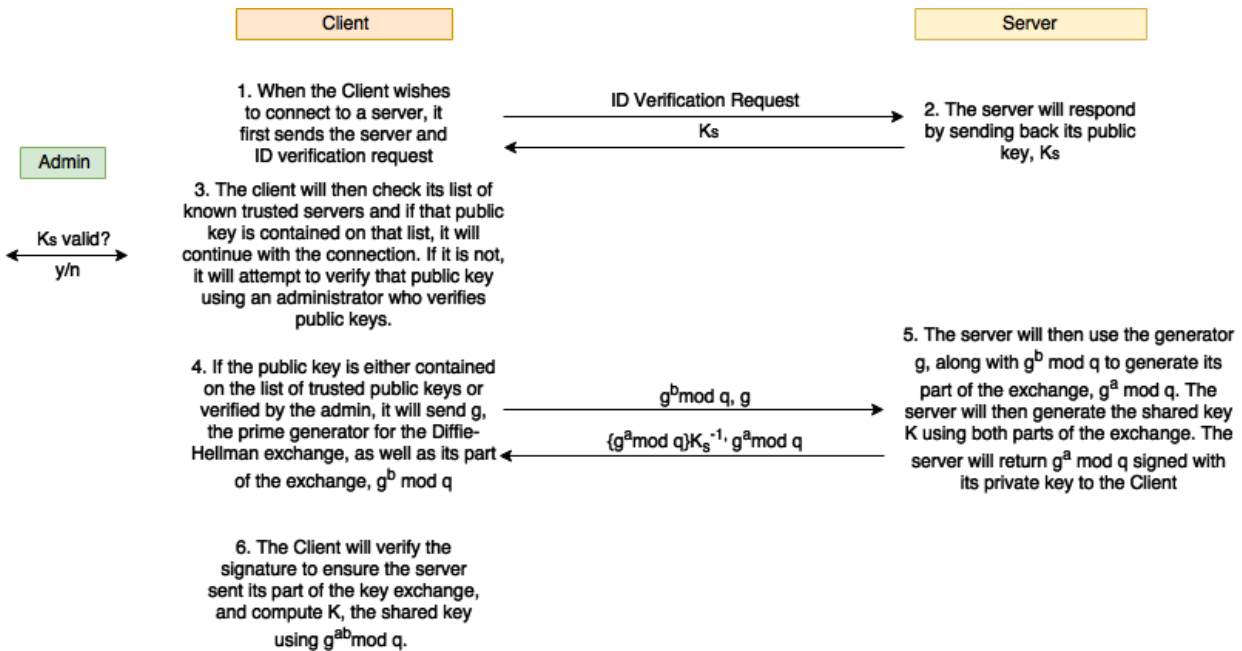 Client
Server
1. When the Client wishes
to connect to a server, it
first sends the server and
ID verification request
ID Verification Request
Ks
2. The server will respond
by sending back its public
key, Ks
Admin
Ks valid?
y/n
3. The client will then check its list of
known trusted servers and if that public
key is contained on that list, it will
continue with the connection. If it is not,
it will attempt to verify that public key
using an administrator who verifies
public keys.
4. If the public key is either contained
on the list of trusted public keys or
verified by the admin, it will send g,
the prime generator for the Diffie-
Hellman exchange, as well as its part
of the exchange, g^b mod q
g^b mod q, g
{g^a mod q}K_s^-1, g^a mod q
5. The server will then use the generator
g, along with g^b mod q to generate its
part of the exchange, g^a mod q. The
server will then generate the shared key
K using both parts of the exchange. The
server will return g^a mod q signed with
its private key to the Client
6. The Client will verify the
signature to ensure the server
sent its part of the key exchange,
and compute K, the shared key
using g^ab mod q.